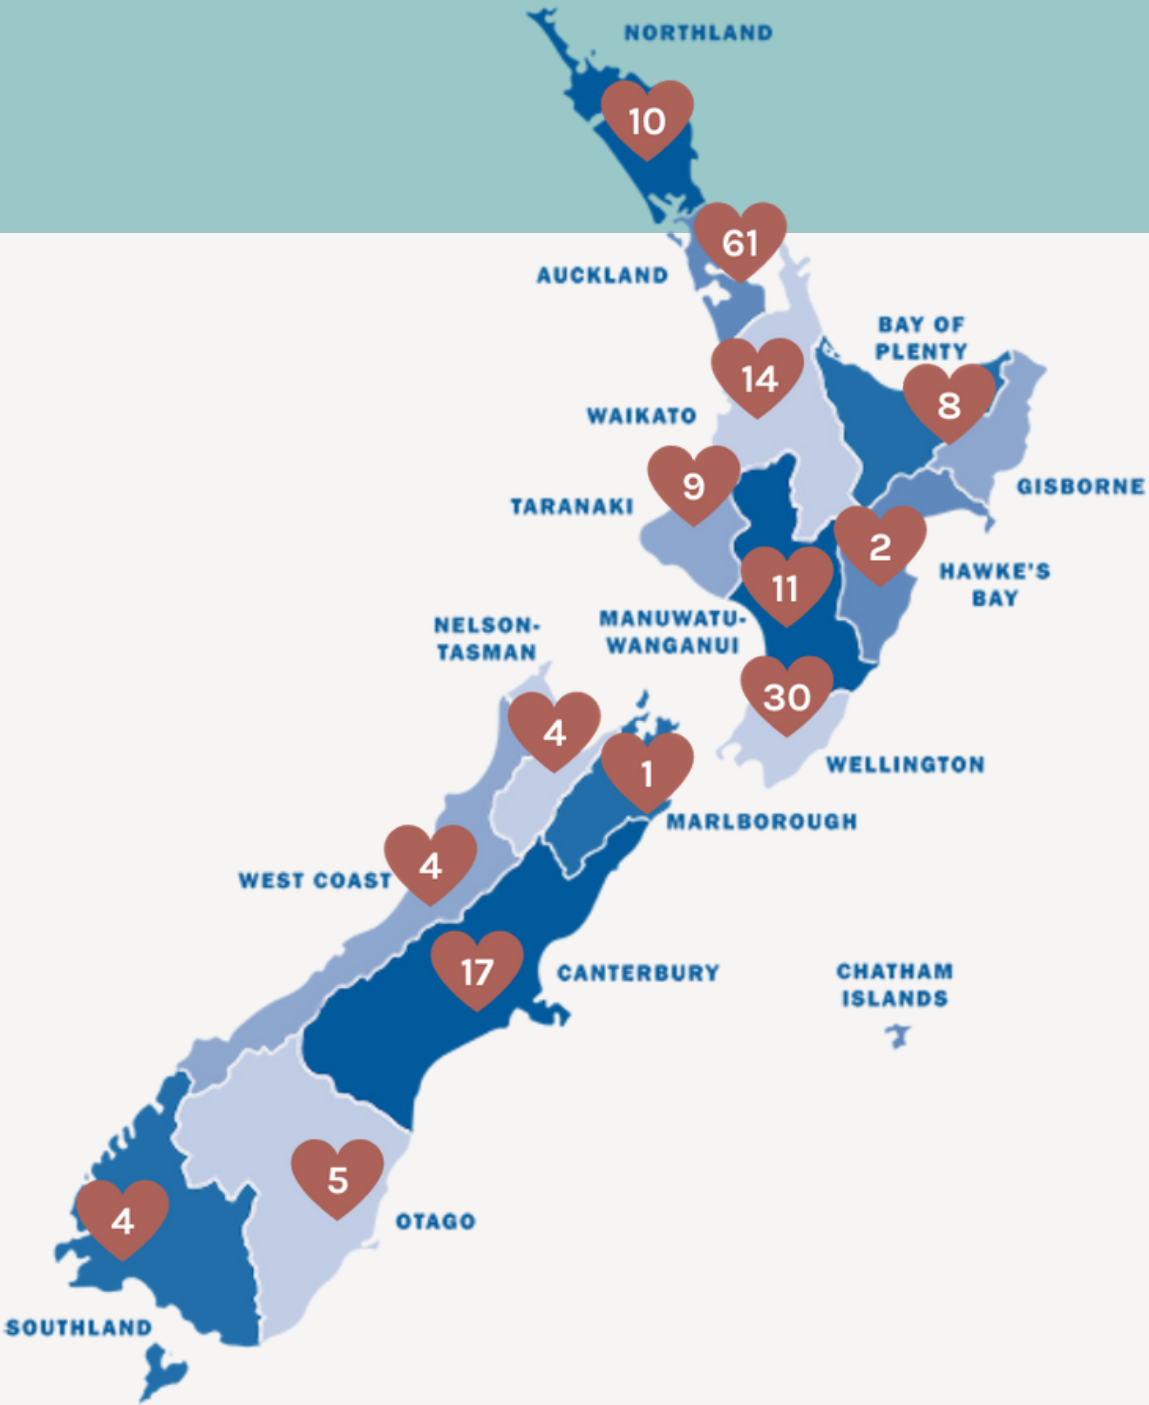 NORTHLAND
10
61
AUCKLAND
BAY OF
PLENTY
14
8
WAIKATO
9
TARANAKI
GISBORNE
2
HAWKE'S
BAY
11
MANUWATU-
WANGANUI
NELSON-
TASMAN
30
4
1
WELLINGTON
MARLBOROUGH
4
WEST COAST
17
CANTERBURY
CHATHAM
ISLANDS
5
4
OTAGO
SOUTHLAND